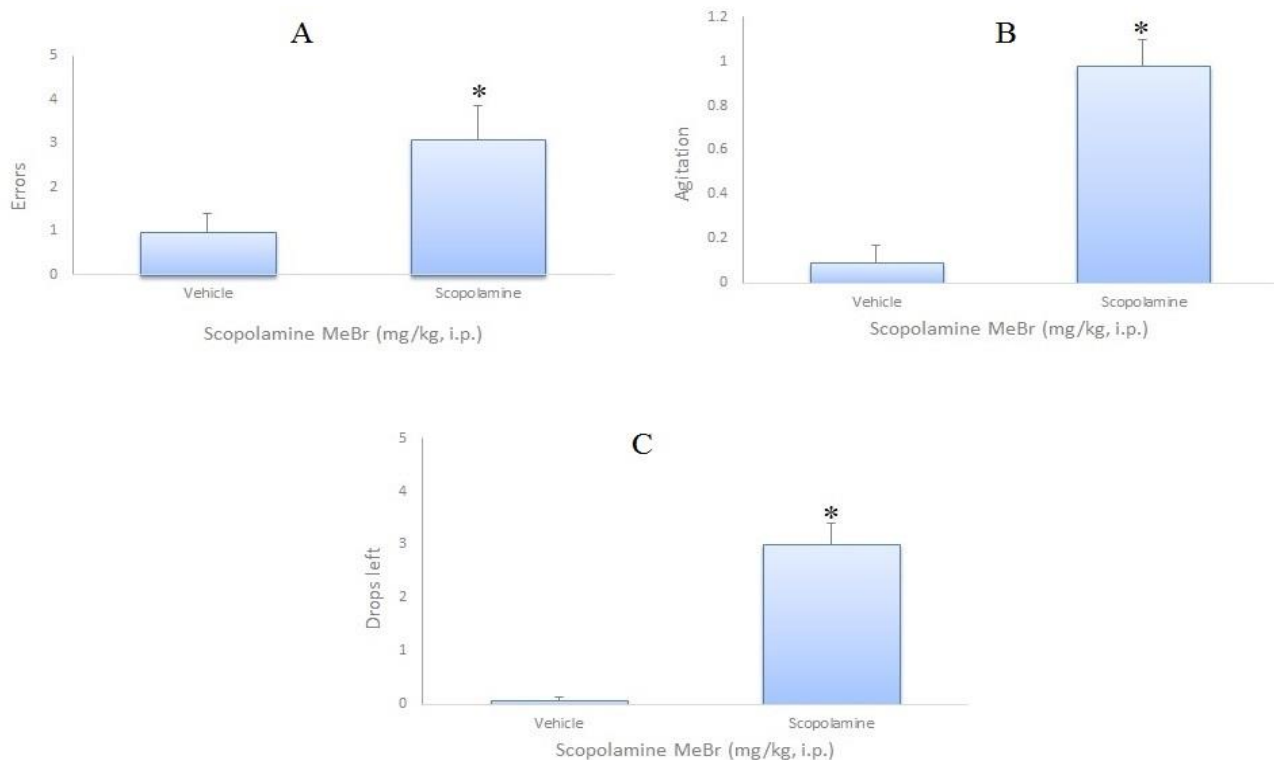 A
5
4
3
2
1
0
Errors
*
Vehicle
Scopolamine
Scopolamine MeBr (mg/kg, i.p.)
B
1.2
1
0.8
0.6
0.4
0.2
0
Agitation
*
Vehicle
Scopolamine
Scopolamine MeBr (mg/kg, i.p.)
C
5
4
3
2
1
0
Drops left
*
Vehicle
Scopolamine
Scopolamine MeBr (mg/kg, i.p.)